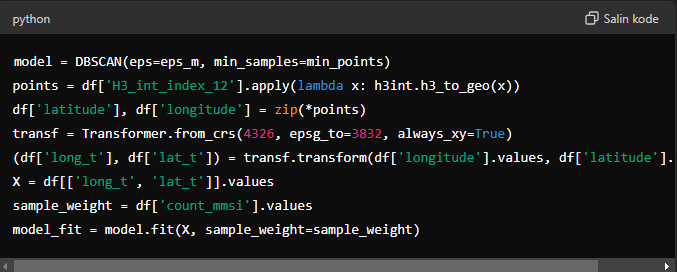 python
Salin kode
model = DBSCAN(eps=eps_m, min_samples=min_points)
points = df['H3_int_index_12'].apply(lambda x: h3int.h3_to_geo(x))
df['latitude'], df['longitude'] = zip(*points)
transf = Transformer.from_crs(4326, epsg_to=3832, always_xy=True)
(df['long_t'], df['lat_t']) = transf.transform(df['longitude'].values, df['latitude'].
X = df[['long_t', 'lat_t']].values
sample_weight = df['count_mmsi'].values
model_fit = model.fit(X, sample_weight=sample_weight)